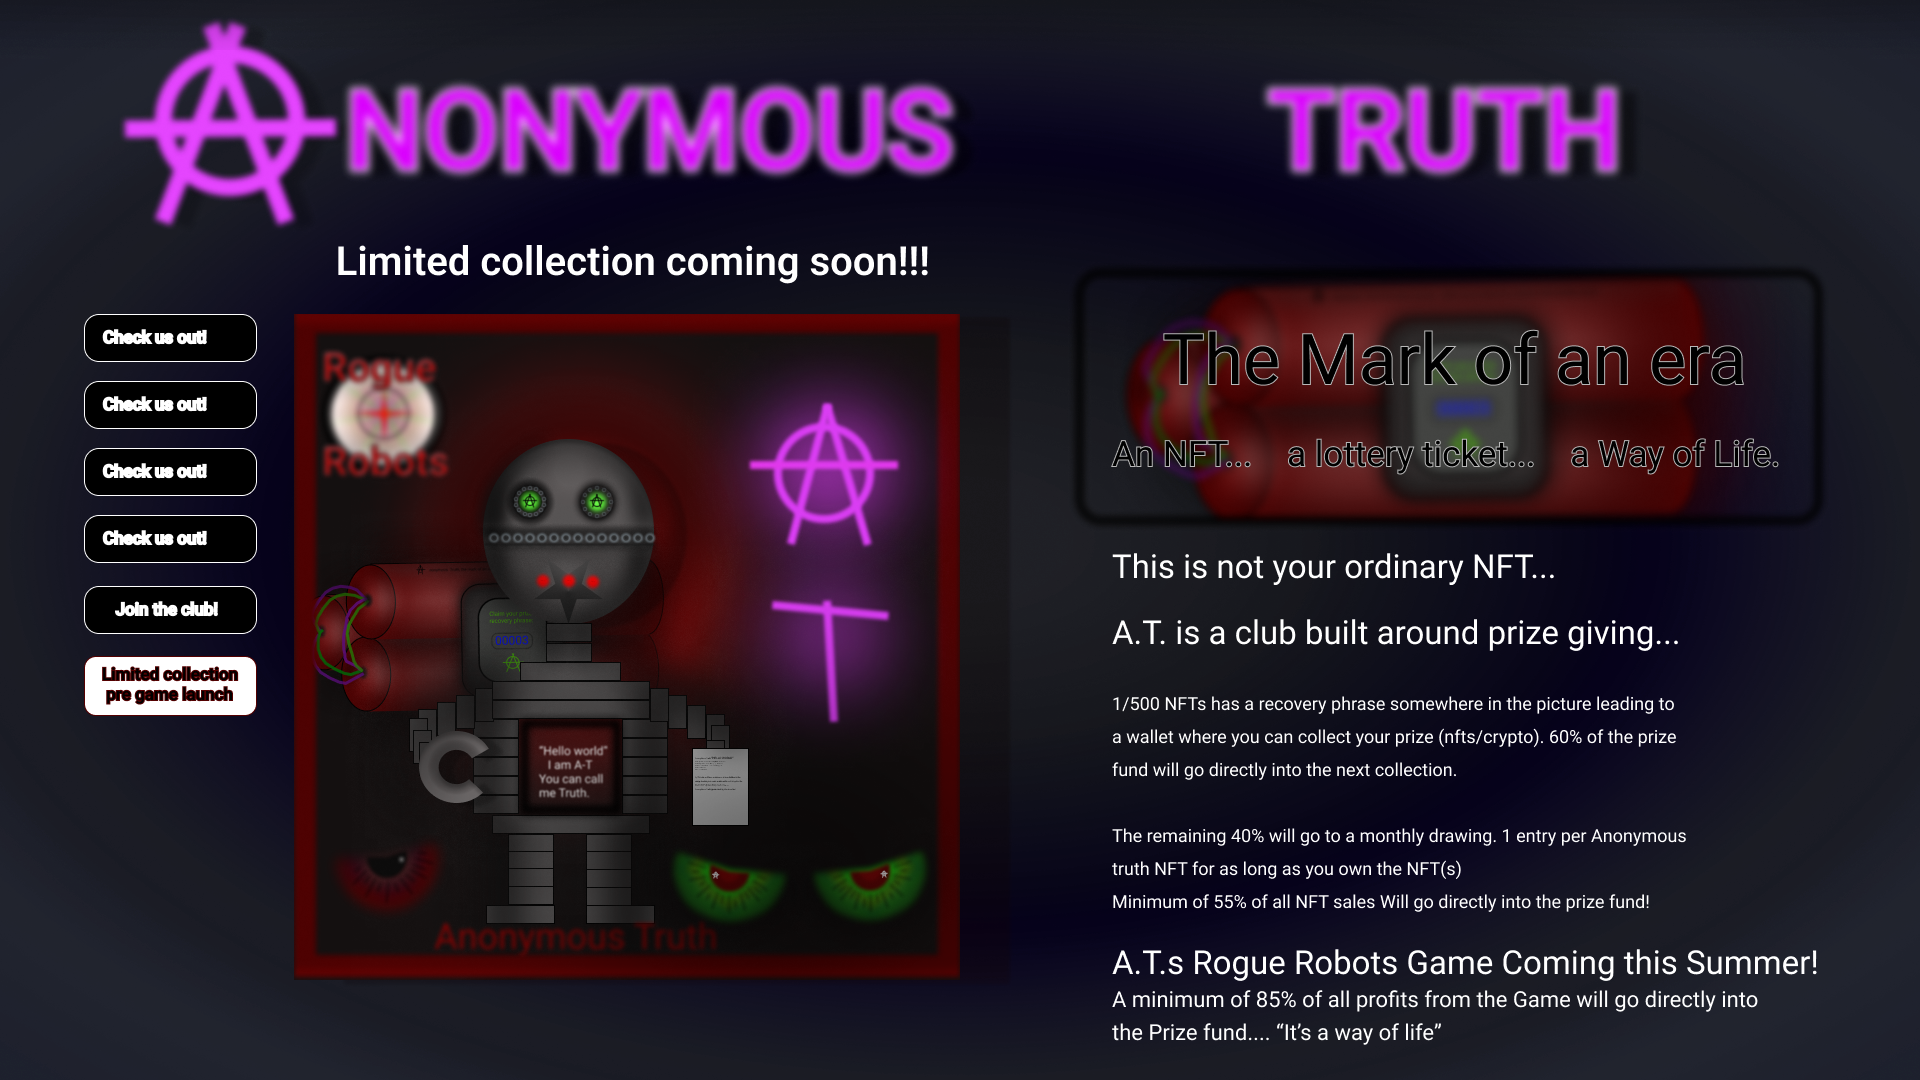 ANONYMOUS TRUTH
Limited collection coming soon!!!
Check us out!
Check us out!
Check us out!
Check us out!
Join the club!
Limited collection
pre game launch
Rogue
Robots
A
T
00003
"Hello world"
I am A-T
You can call
me Truth.
Anonymous Truth
The Mark of an era
An NFT... a lottery ticket... a Way of Life.
This is not your ordinary NFT...
A.T. is a club built around prize giving...
1/500 NFTs has a recovery phrase somewhere in the picture leading to
a wallet where you can collect your prize (nfts/crypto). 60% of the prize
fund will go directly into the next collection.
The remaining 40% will go to a monthly drawing. 1 entry per Anonymous
truth NFT for as long as you own the NFT(s)
Minimum of 55% of all NFT sales Will go directly into the prize fund!
A.T.s Rogue Robots Game Coming this Summer!
A minimum of 85% of all profits from the Game will go directly into
the Prize fund.... “It’s a way of life”